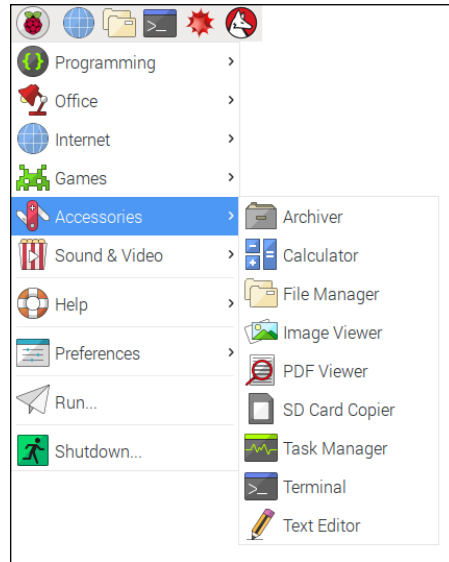 Programming
Office
Internet
Games
Accessories
Sound & Video
Help
Preferences
Run...
Shutdown...
Archiver
Calculator
File Manager
Image Viewer
PDF Viewer
SD Card Copier
Task Manager
Terminal
Text Editor